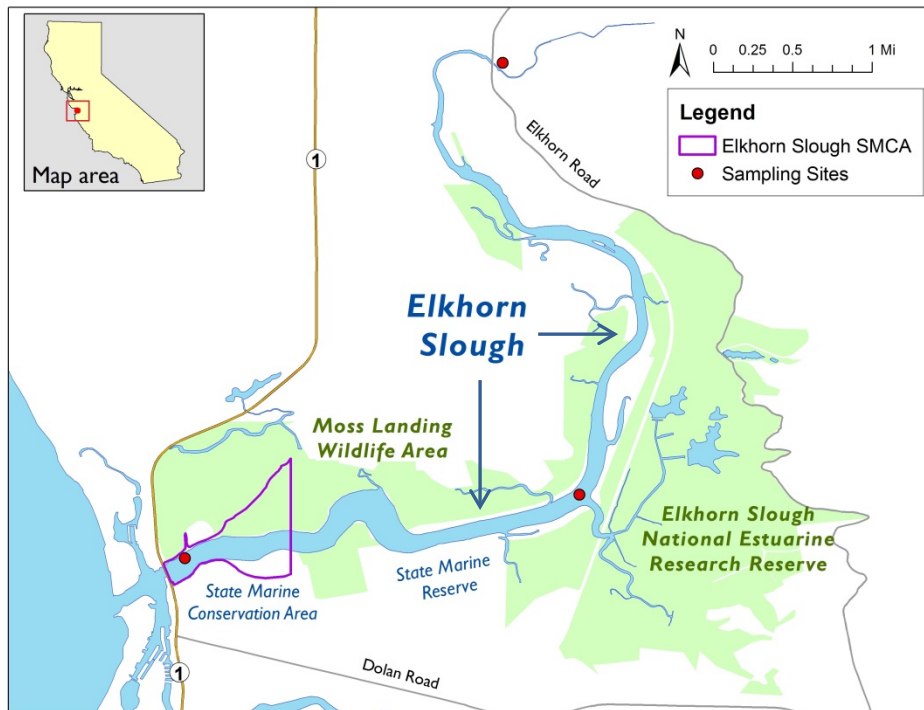 Map area
1
N
0 0.25 0.5 1 Mi
Legend
Elkhorn Slough SMCA
Sampling Sites
Elkhorn Road
Elkhorn
Slough
Moss Landing
Wildlife Area
Elkhorn Slough
National Estuarine
Research Reserve
State Marine
Reserve
State Marine
Conservation Area
Dolan Road
1